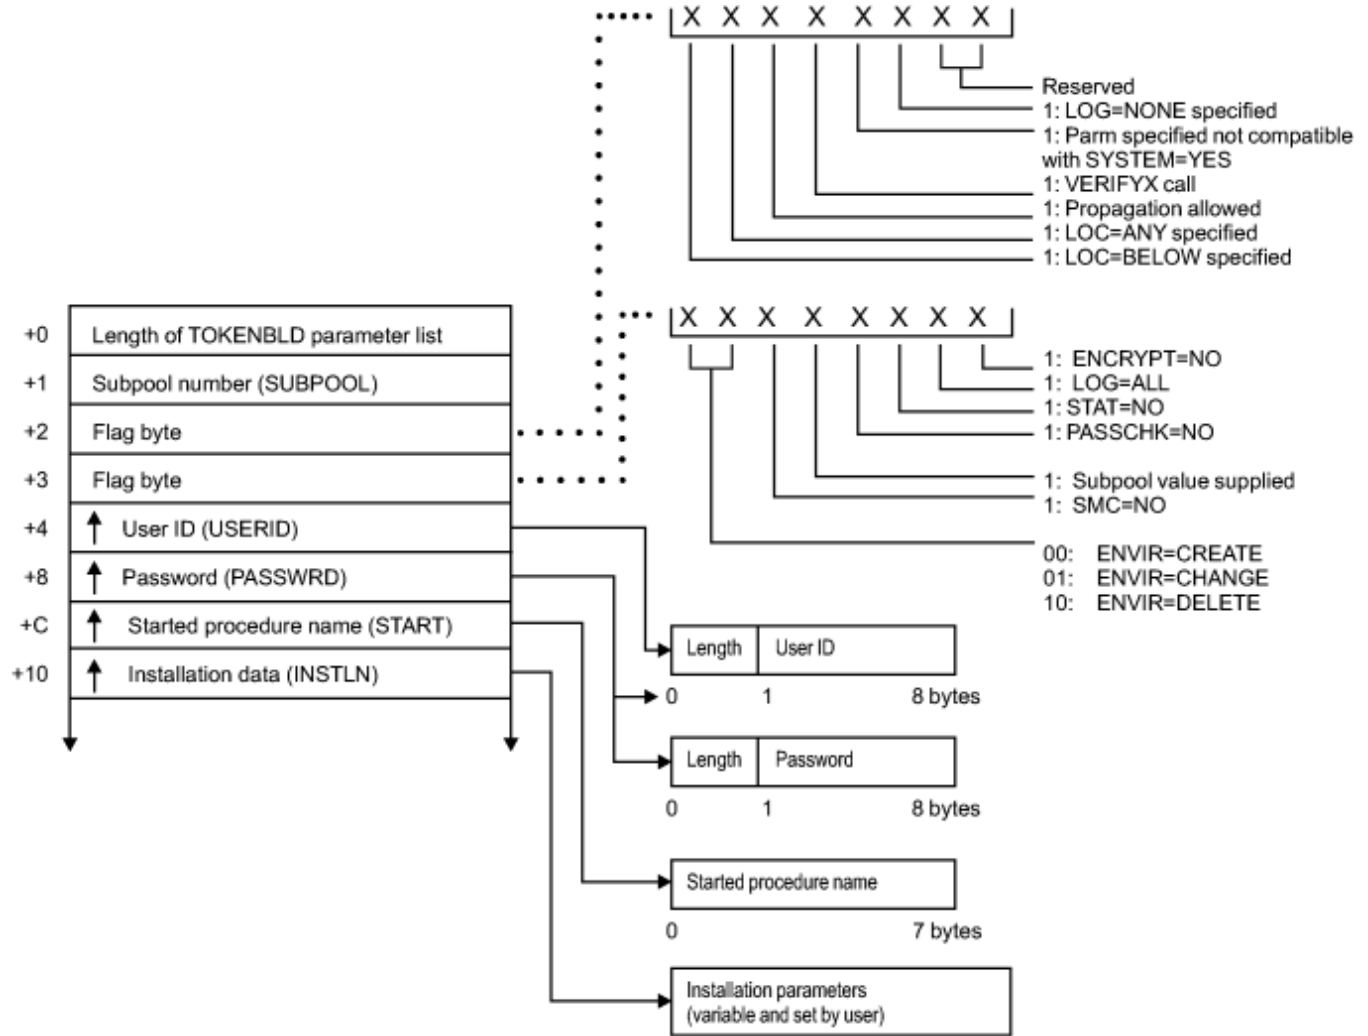 X X X X X X X X
Reserved
1: LOG=NONE specified
1: Parm specified not compatible
with SYSTEM=YES
1: VERIFYX call
1: Propagation allowed
1: LOC=ANY specified
1: LOC=BELOW specified
X X X X X X X X
1: ENCRYPT=NO
1: LOG=ALL
1: STAT=NO
1: PASSCHK=NO
1: Subpool value supplied
1: SMC=NO
00: ENVIR=CREATE
01: ENVIR=CHANGE
10: ENVIR=DELETE
+0 Length of TOKENBLD parameter list
+1 Subpool number (SUBPOOL)
+2 Flag byte
+3 Flag byte
+4 User ID (USERID)
+8 Password (PASSWRD)
+C Started procedure name (START)
+10 Installation data (INSTLN)
Length User ID
0 1 8 bytes
Length Password
0 1 8 bytes
Started procedure name
0 7 bytes
Installation parameters
(variable and set by user)